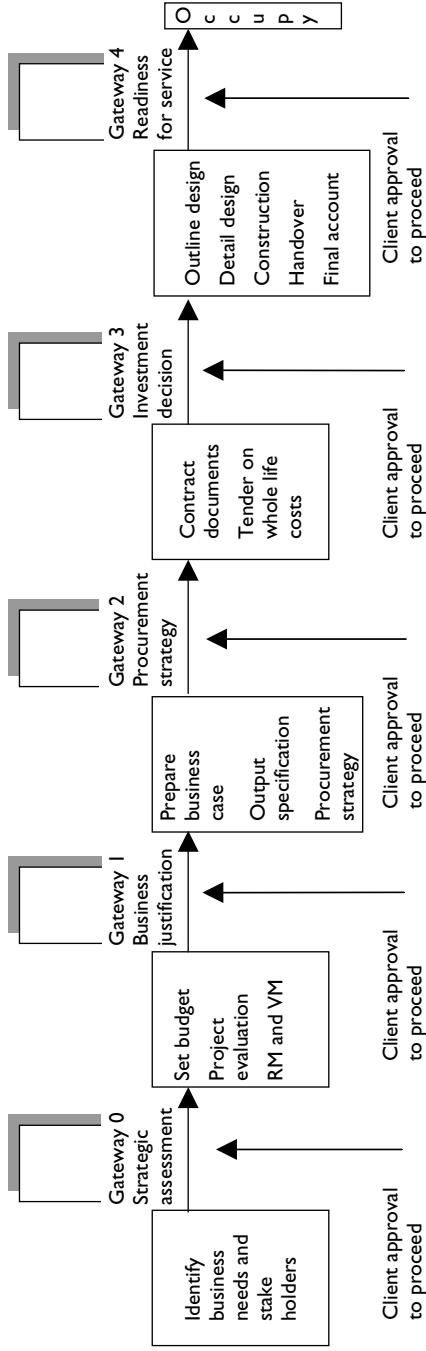 Gateway 0
Strategic
assessment
Gateway 1
Business
justification
Gateway 2
Procurement
strategy
Gateway 3
Investment
decision
Gateway 4
Readiness
for service
Identify
business
needs and
stake
holders
Set budget
Project
evaluation
RM and VM
Prepare
business
case
Output
specification
Procurement
strategy
Contract
documents
Tender on
whole life
costs
Outline design
Detail design
Construction
Handover
Final account
O
c
c
u
p
y
Client approval
to proceed
Client approval
to proceed
Client approval
to proceed
Client approval
to proceed
Client approval
to proceed